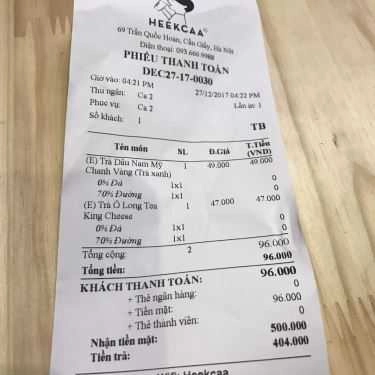 HEEKCAA
69 Trần Quốc Hoàn, Cầu Giấy, Hà Nội
Điện thoại: 093.666.9988
PHIẾU THANH TOÁN
DEC27-17-0030
Giờ vào: 04:21 PM 27/12/2017 04:22 PM
Thu ngân: Ca 2 Lần in: 1
Phục vụ: Ca 2
Số khách: 1
TB
Tên món SL Đ.Giá T.Tiền (VNĐ)
(E) Trà Dâu Nam Mỹ 1 49.000 49.000
Chanh Vàng (Trà xanh)
0% Đá 1x1 0
70% Đường 1x1 0
(E) Trà Ô Long Tea 1 47.000 47.000
King Cheese
0% Đá 1x1 0
70% Đường 1x1 0
Tổng cộng: 2 96.000
Tổng tiền: 96.000
KHÁCH THANH TOÁN: 96.000
+ Thẻ ngân hàng: 0
+ Tiền mặt: 96.000
+ Thẻ thành viên: 0
Nhận tiền mặt: 500.000
Tiền trả: 404.000
Heekcaa